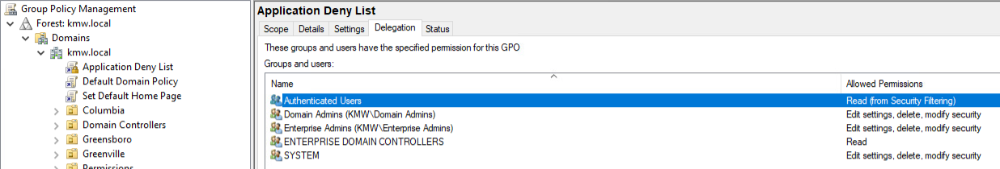 Group Policy Management
Forest: kmw.local
Domains
kmw.local
Application Deny List
Default Domain Policy
Set Default Home Page
Columbia
Domain Controllers
Greensboro
Greenville
Permissions
Application Deny List
Scope Details Settings Delegation Status
These groups and users have the specified permission for this GPO
Groups and users:
Name Allowed Permissions
Authenticated Users Read (from Security Filtering)
Domain Admins (KMW\Domain Admins) Edit settings, delete, modify security
Enterprise Admins (KMW\Enterprise Admins) Edit settings, delete, modify security
ENTERPRISE DOMAIN CONTROLLERS Read
SYSTEM Edit settings, delete, modify security